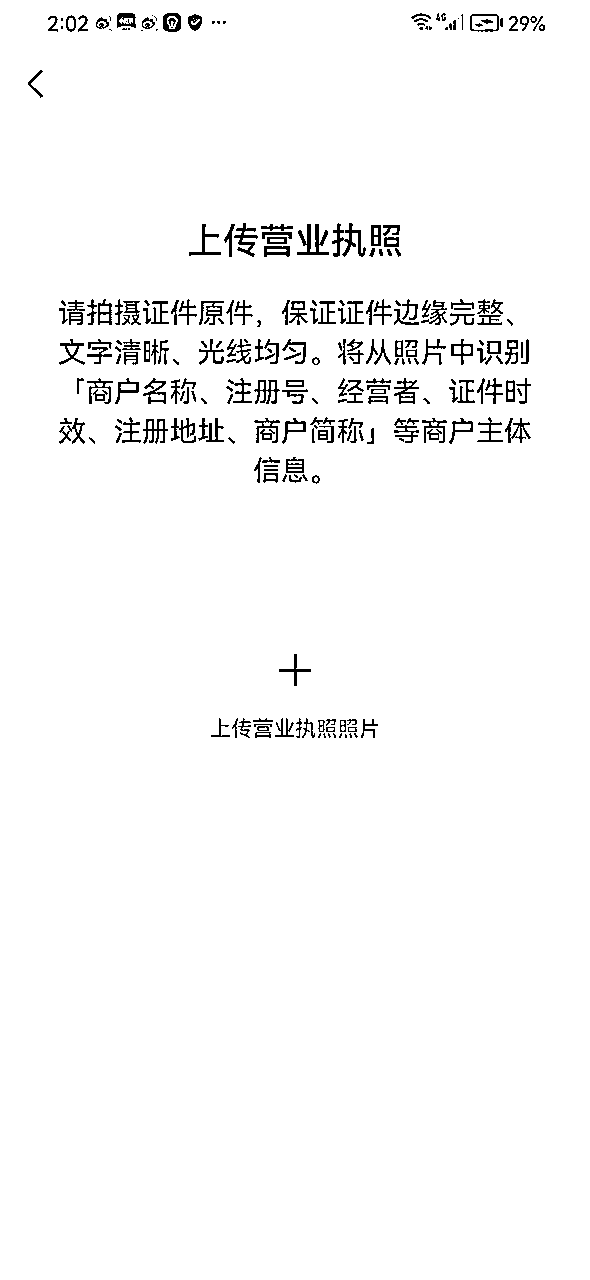 2:02 ··· 4G 29%
上传营业执照
请拍摄证件原件，保证证件边缘完整、
文字清晰、光线均匀。将从照片中识别
「商户名称、注册号、经营者、证件时
效、注册地址、商户简称」等商户主体
信息。
上传营业执照照片